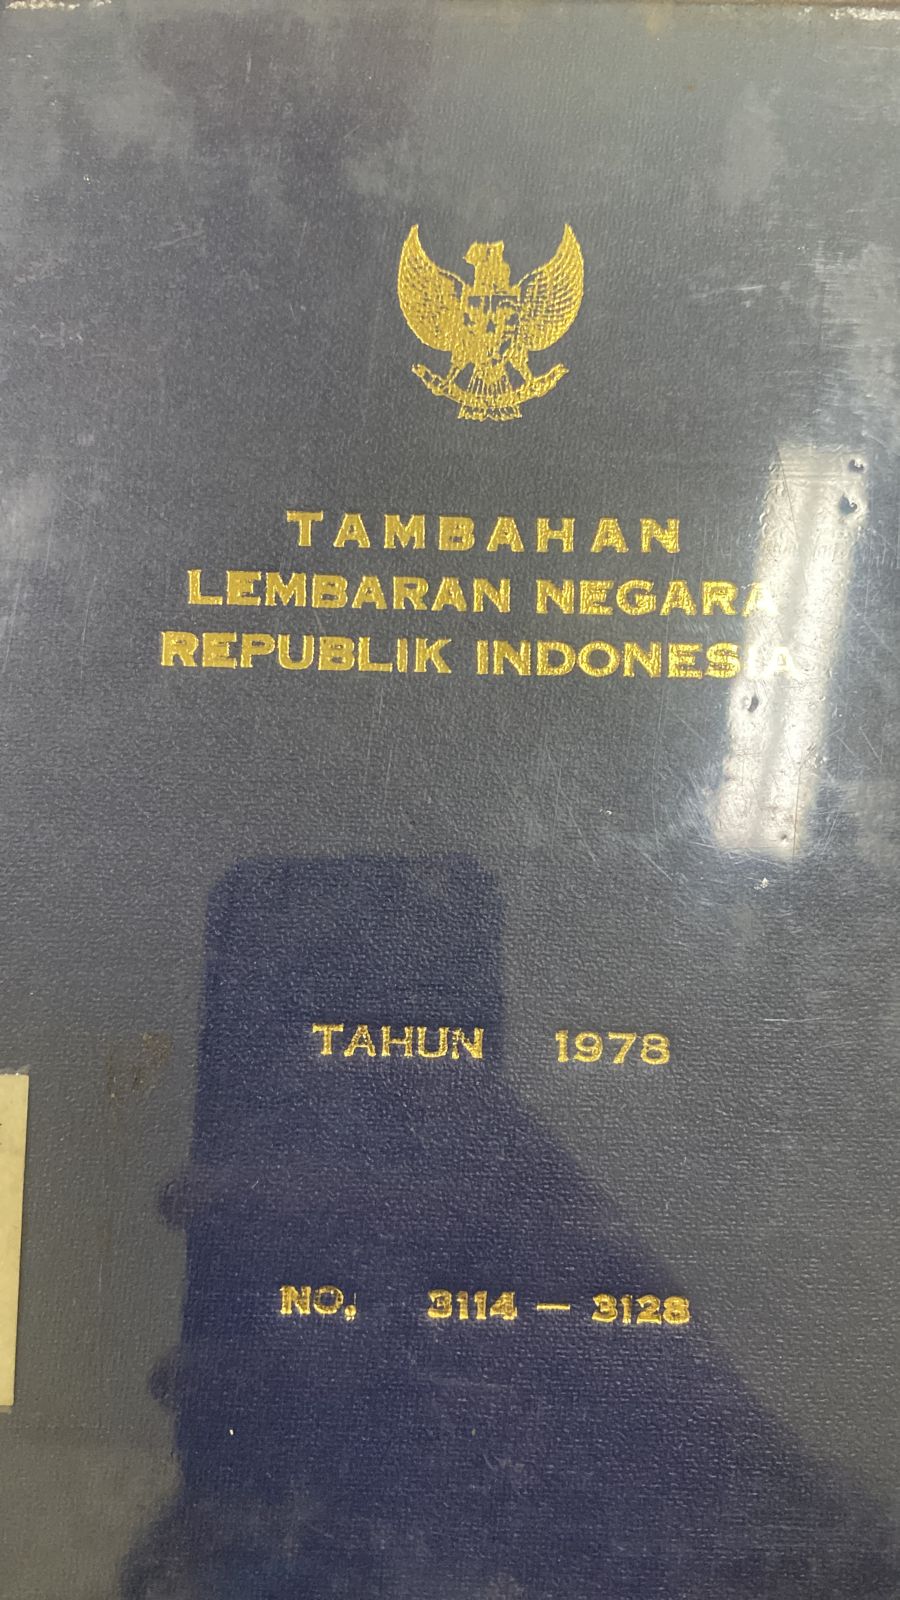 TAMBAHAN
LEMBARAN NEGARA
REPUBLIK INDONESIA
TAHUN 1978
NO. 3114 – 3128